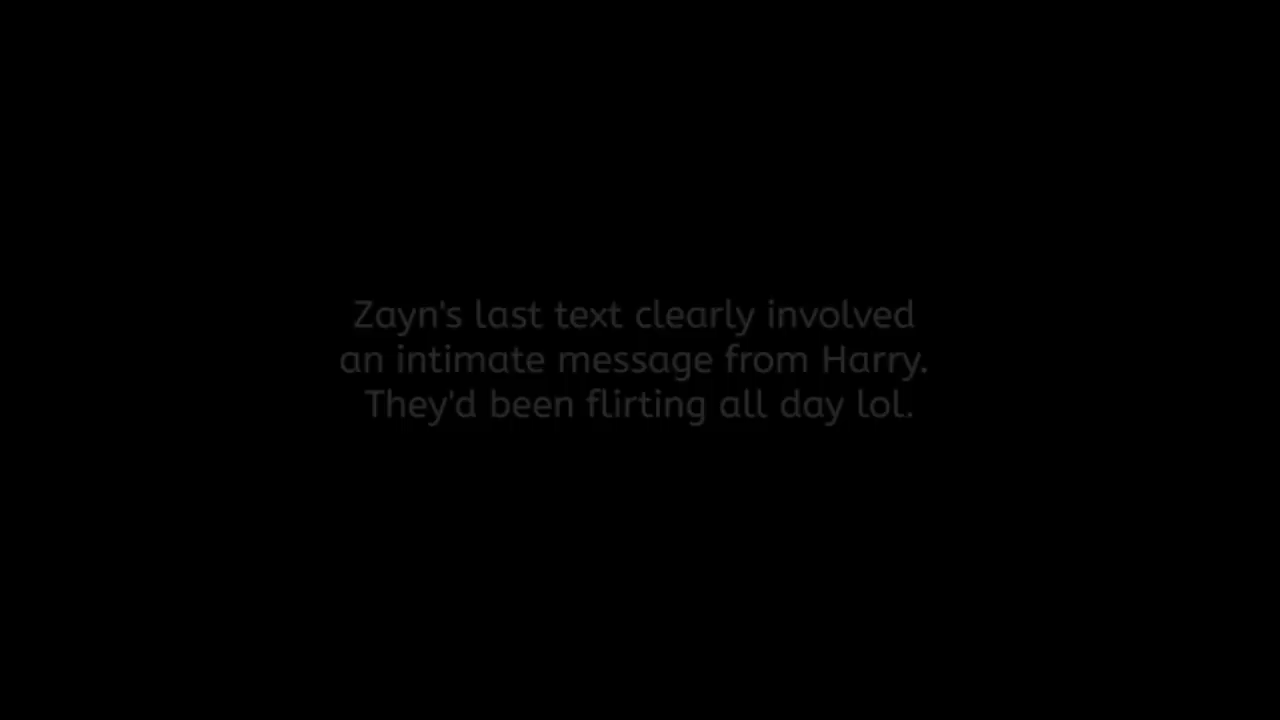 Zayn's last text clearly involved
an intimate message from Harry.
They'd been flirting all day lol.